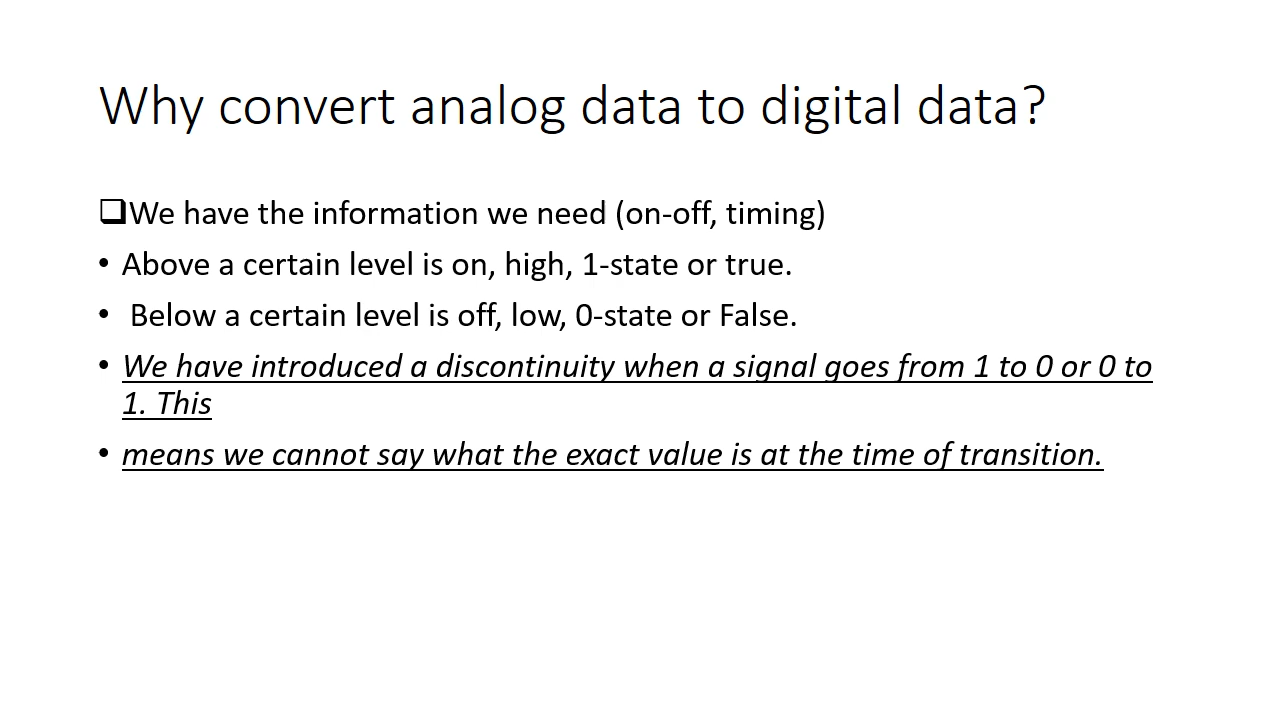 Why convert analog data to digital data?
❑We have the information we need (on-off, timing)
• Above a certain level is on, high, 1-state or true.
• Below a certain level is off, low, 0-state or False.
• We have introduced a discontinuity when a signal goes from 1 to 0 or 0 to
1. This
• means we cannot say what the exact value is at the time of transition.